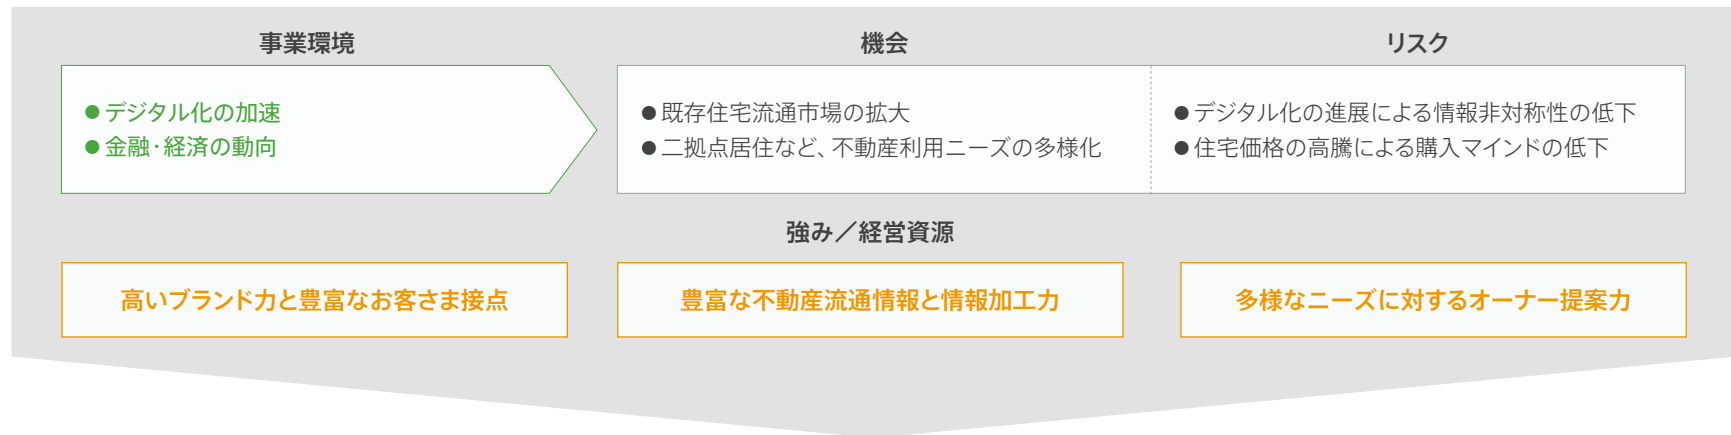 事業環境
機会
リスク
●デジタル化の加速
●金融・経済の動向
●既存住宅流通市場の拡大
●二拠点居住など、不動産利用ニーズの多様化
●デジタル化の進展による情報非対称性の低下
●住宅価格の高騰による購入マインドの低下
強み／経営資源
高いブランド力と豊富なお客さま接点
豊富な不動産流通情報と情報加工力
多様なニーズに対するオーナー提案力